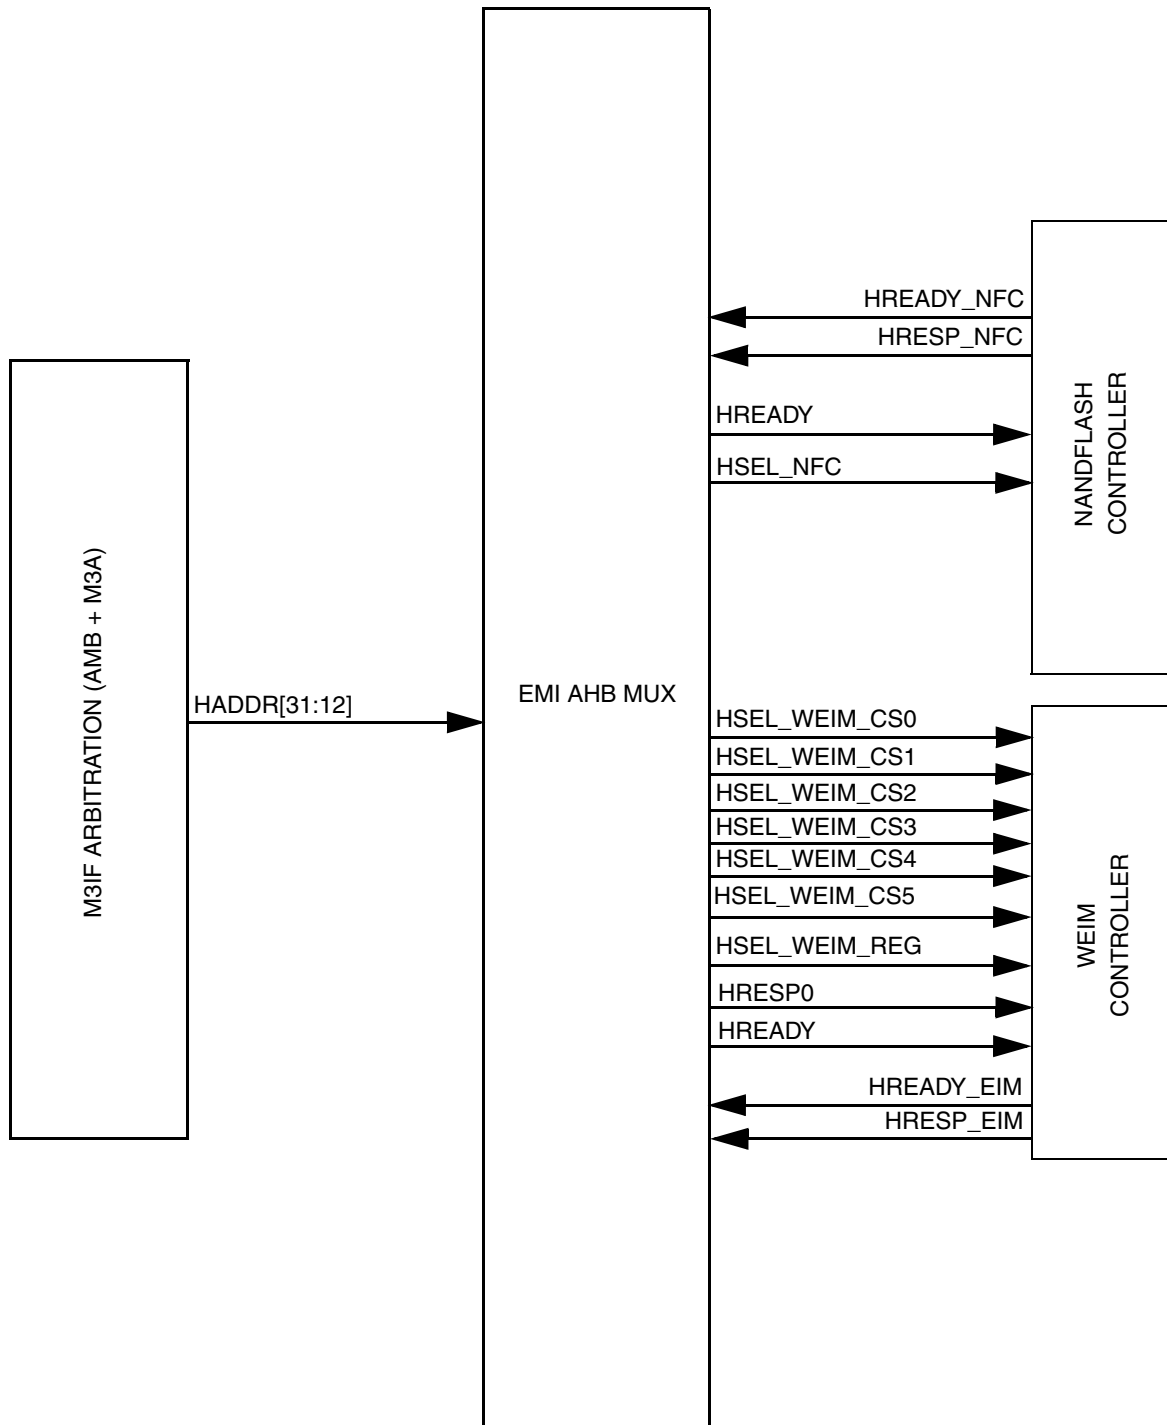 M3IF ARBITRATION (AMB + M3A)
HADDR[31:12]
EMI AHB MUX
HREADY_NFC
HRESP_NFC
HREADY
HSEL_NFC
NANDFLASH
CONTROLLER
HSEL_WEIM_CS0
HSEL_WEIM_CS1
HSEL_WEIM_CS2
HSEL_WEIM_CS3
HSEL_WEIM_CS4
HSEL_WEIM_CS5
HSEL_WEIM_REG
HRESP0
HREADY
HREADY_EIM
HRESP_EIM
WEIM
CONTROLLER